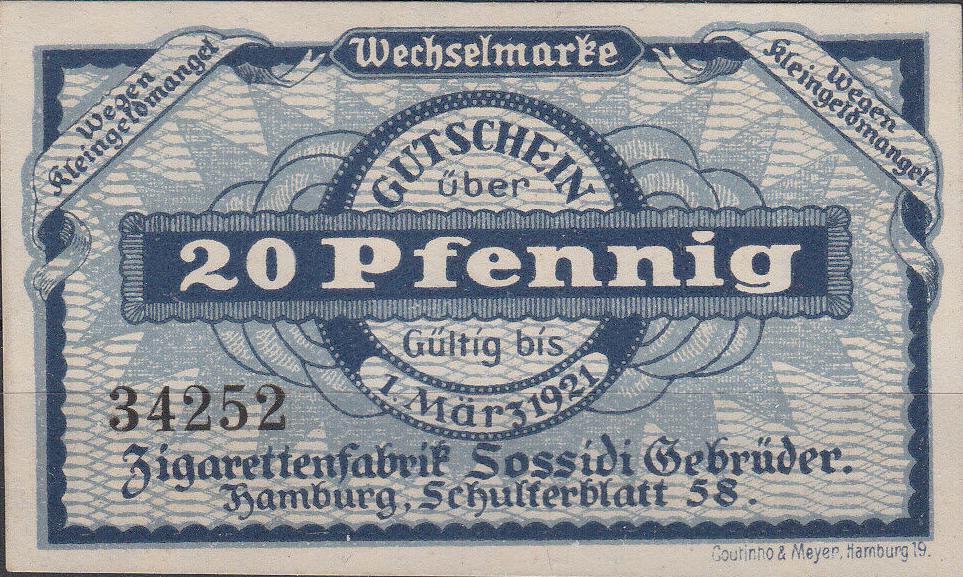 Wechselmarke
Wegen
Kleingeldmangel
Wegen
Kleingeldmangel
GUTSCHEIN
über
20 Pfennig
Gültig bis
1. März 1921
34252
Zigarettenfabrik Sossidi Gebrüder.
Hamburg, Schulterblatt 58.
Courinho & Meyer, Hamburg 19.